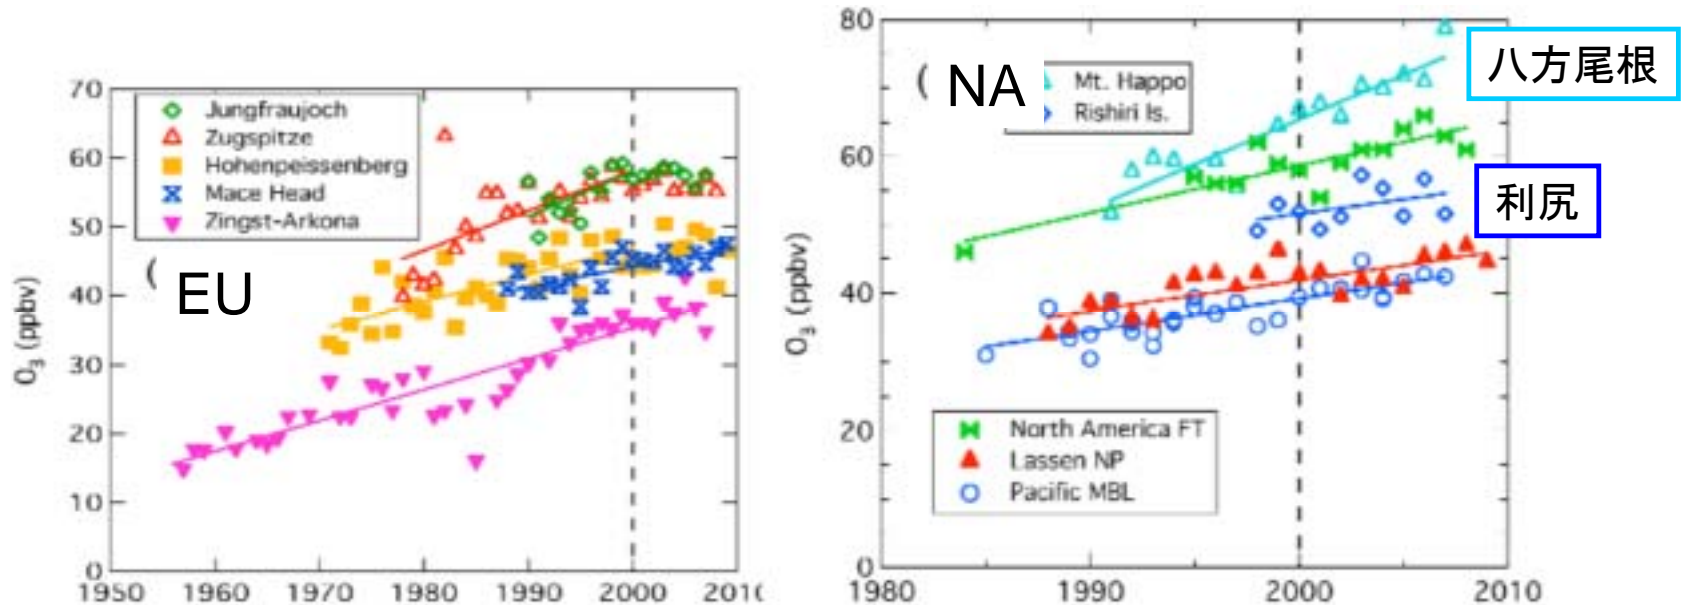 70
60
50
40
30
20
10
0
O3 (ppbv)
Jungfraujoch
Zugspitze
Hohenpeissenberg
Mace Head
Zingst-Arkona
(
EU
1950 1960 1970 1980 1990 2000 201(
80
60
40
20
0
O3 (ppbv)
(
NA
Mt. Happo
Rishiri Is.
八方尾根
利尻
North America FT
Lassen NP
Pacific MBL
1980 1990 2000 2010